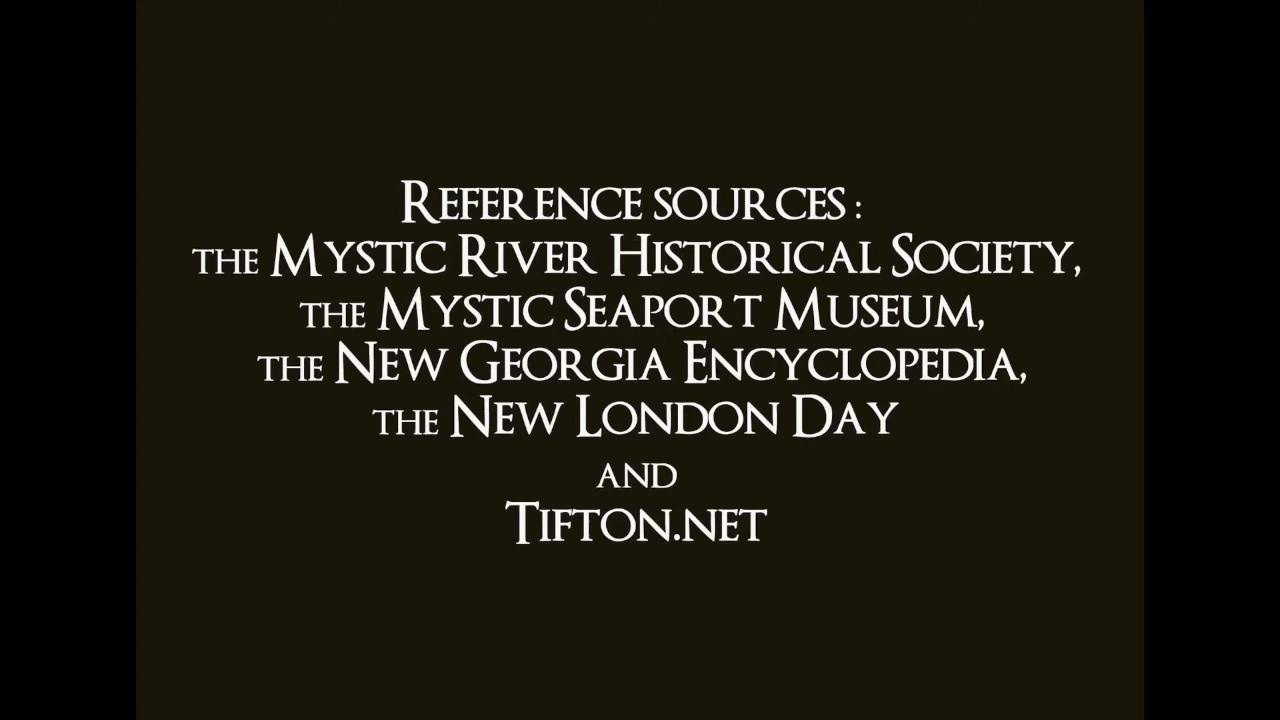 Reference sources :
the Mystic River Historical Society,
the Mystic Seaport Museum,
the New Georgia Encyclopedia,
the New London Day
and
Tifton.net